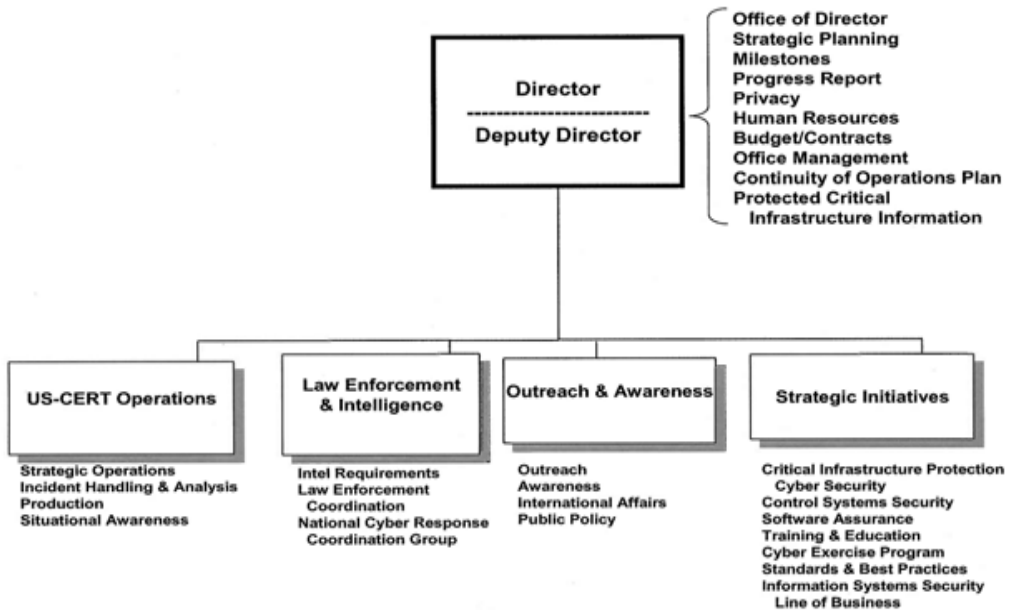 Director
Deputy Director
Office of Director
Strategic Planning
Milestones
Progress Report
Privacy
Human Resources
Budget/Contracts
Office Management
Continuity of Operations Plan
Protected Critical
Infrastructure Information
US-CERT Operations
Strategic Operations
Incident Handling & Analysis
Production
Situational Awareness
Law Enforcement
& Intelligence
Intel Requirements
Law Enforcement
Coordination
National Cyber Response
Coordination Group
Outreach & Awareness
Outreach
Awareness
International Affairs
Public Policy
Strategic Initiatives
Critical Infrastructure Protection
Cyber Security
Control Systems Security
Software Assurance
Training & Education
Cyber Exercise Program
Standards & Best Practices
Information Systems Security
Line of Business